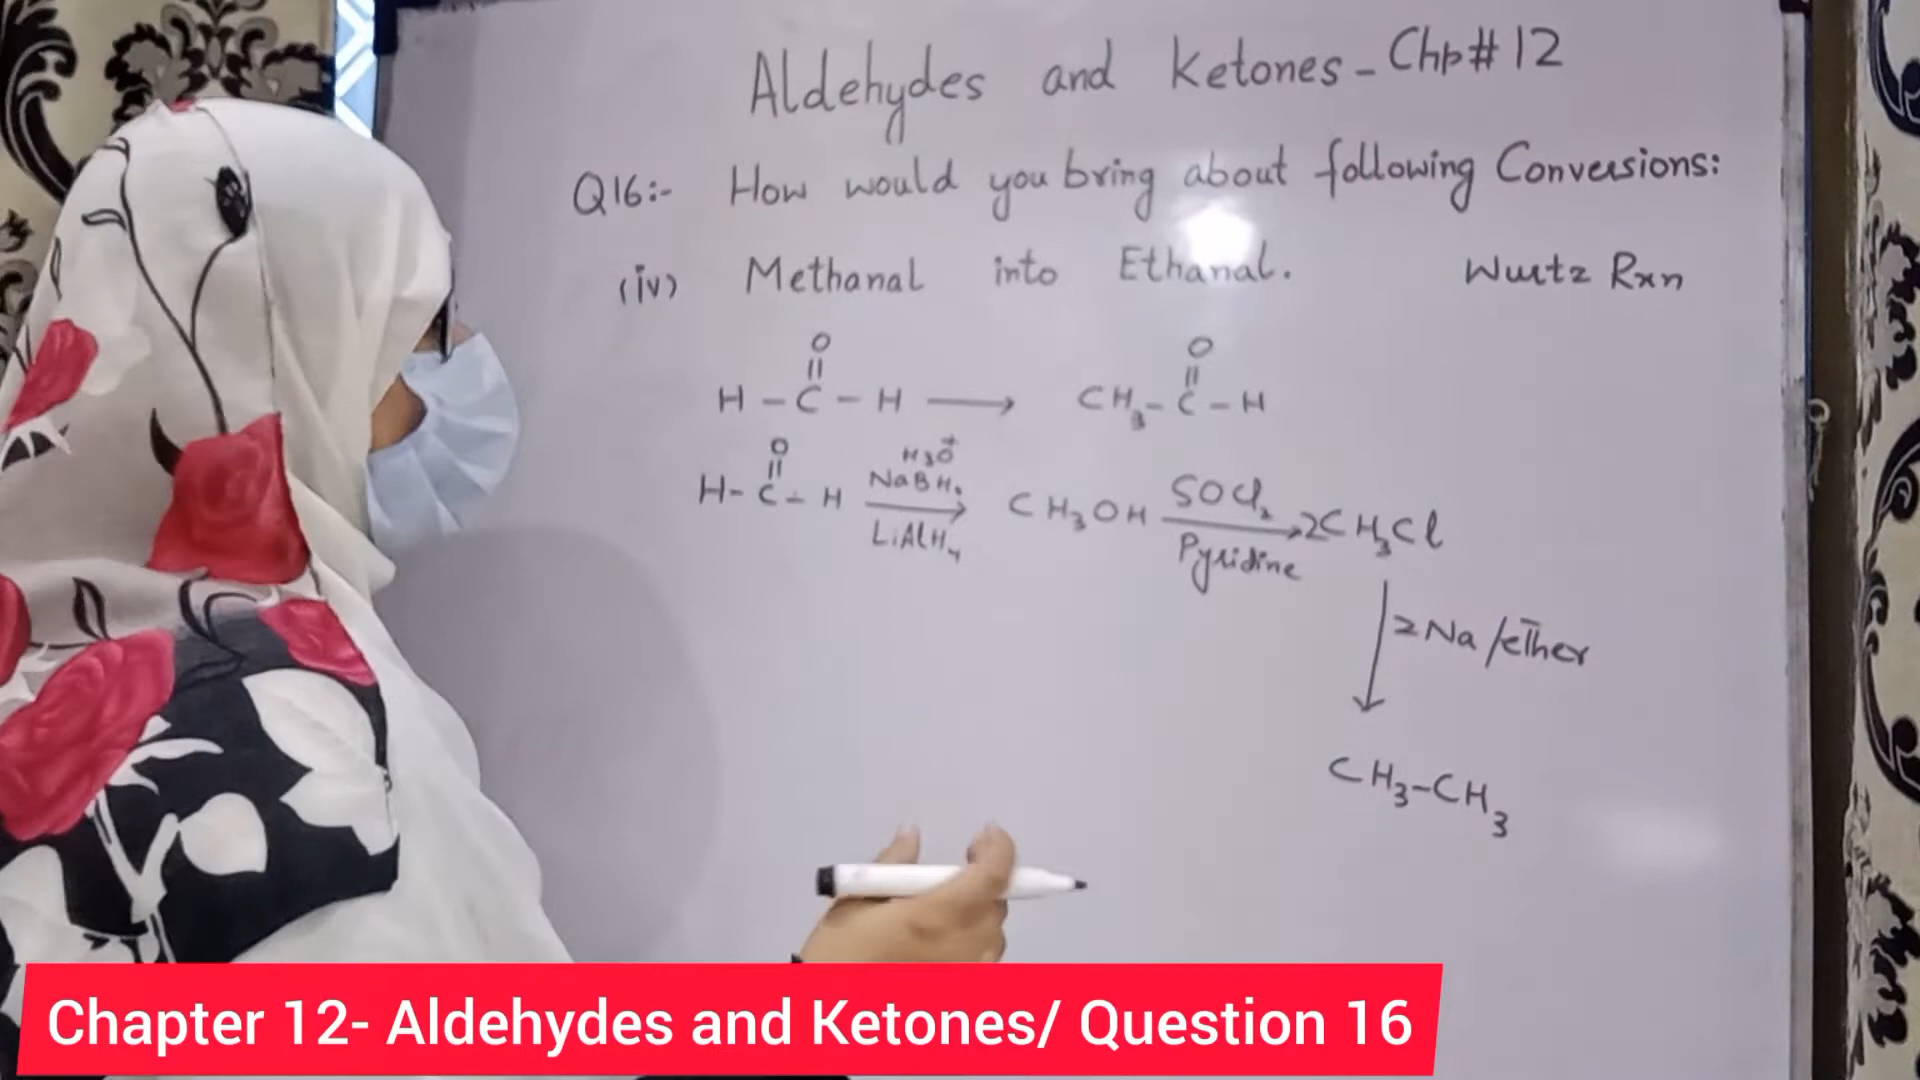 Aldehydes and Ketones - Chp# 12
Q16:- How would you bring about following Conversions:
(iv) Methanal into Ethanal. Wurtz Rxn
O O
|| ||
H - C - H ⟶ CH₃ - C - H
O
||
H₃O⁺
H - C - H NaBH₄ CH₃OH SOCl₂ 2CH₃Cl
LiAlH₄ Pyridine
2Na/ether
CH₃-CH₃
Chapter 12- Aldehydes and Ketones/ Question 16